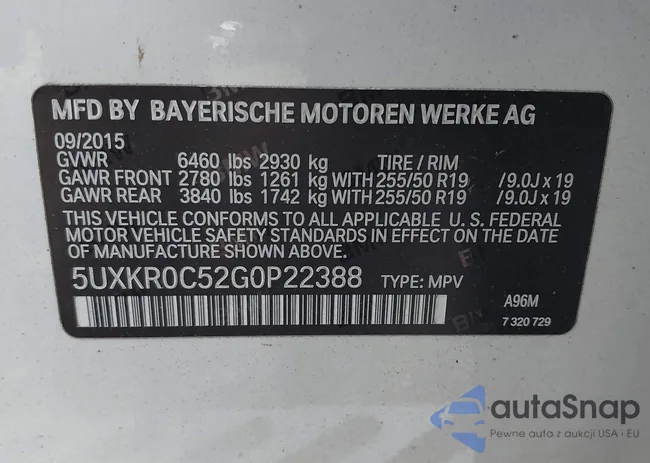 MFD BY BAYERISCHE MOTOREN WERKE AG
09/2015
GVWR 6460 lbs 2930 kg TIRE / RIM
GAWR FRONT 2780 lbs 1261 kg WITH 255/50 R19 /9.0J x 19
GAWR REAR 3840 lbs 1742 kg WITH 255/50 R19 /9.0J x 19
THIS VEHICLE CONFORMS TO ALL APPLICABLE U. S. FEDERAL
MOTOR VEHICLE SAFETY STANDARDS IN EFFECT ON THE DATE
OF MANUFACTURE SHOWN ABOVE.
5UXKR0C52G0P22388 TYPE: MPV
A96M
7 320 729
autaSnap
Pewne auta z aukcji USA i EU